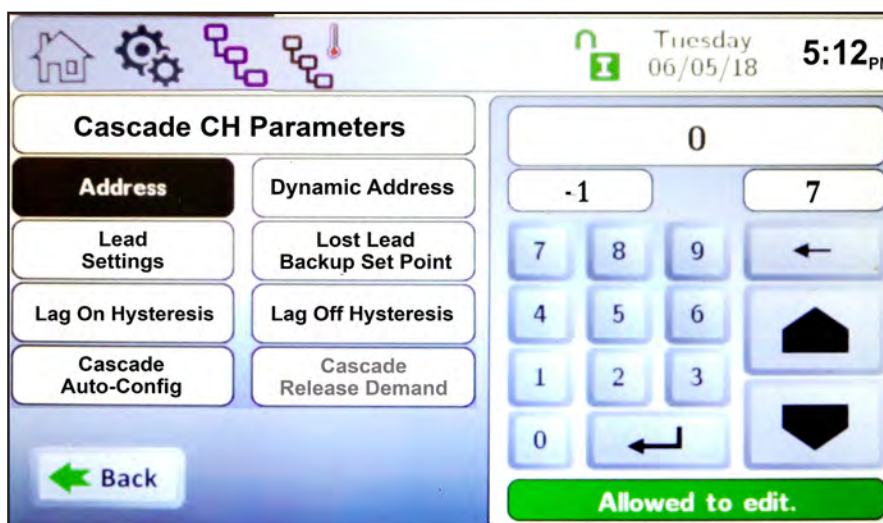 Tuesday
06/05/18
5:12 PM
Cascade CH Parameters
Address
Dynamic Address
Lead
Settings
Lost Lead
Backup Set Point
Lag On Hysteresis
Lag Off Hysteresis
Cascade
Auto-Config
Cascade
Release Demand
Back
0
-1
7
7
8
9
4
5
6
1
2
3
0
Allowed to edit.